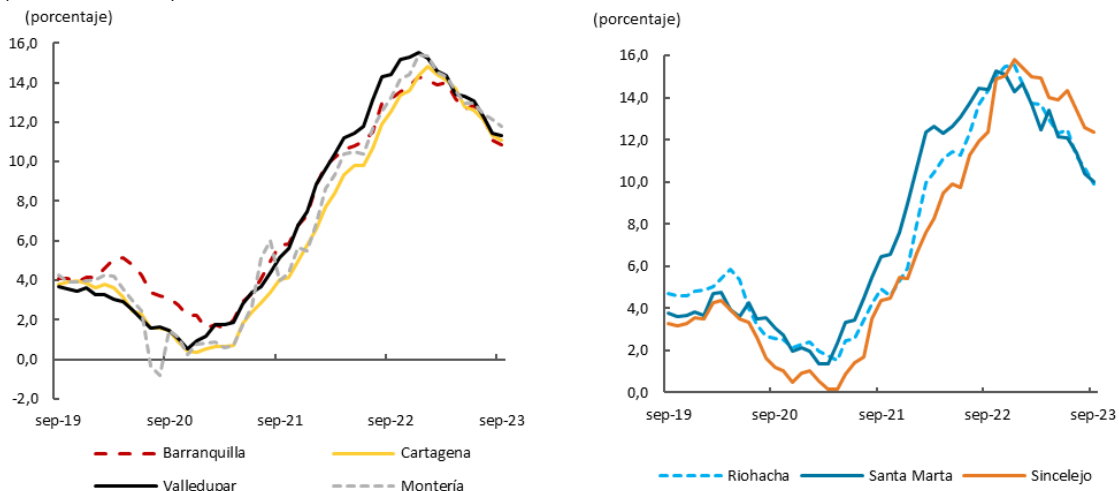 (porcentaje)
16,0
14,0
12,0
10,0
8,0
6,0
4,0
2,0
0,0
-2,0
sep-19 sep-20 sep-21 sep-22 sep-23
Barranquilla Cartagena
Valledupar Montería
(porcentaje)
16,0
14,0
12,0
10,0
8,0
6,0
4,0
2,0
0,0
sep-19 sep-20 sep-21 sep-22 sep-23
Riohacha Santa Marta Sincelejo